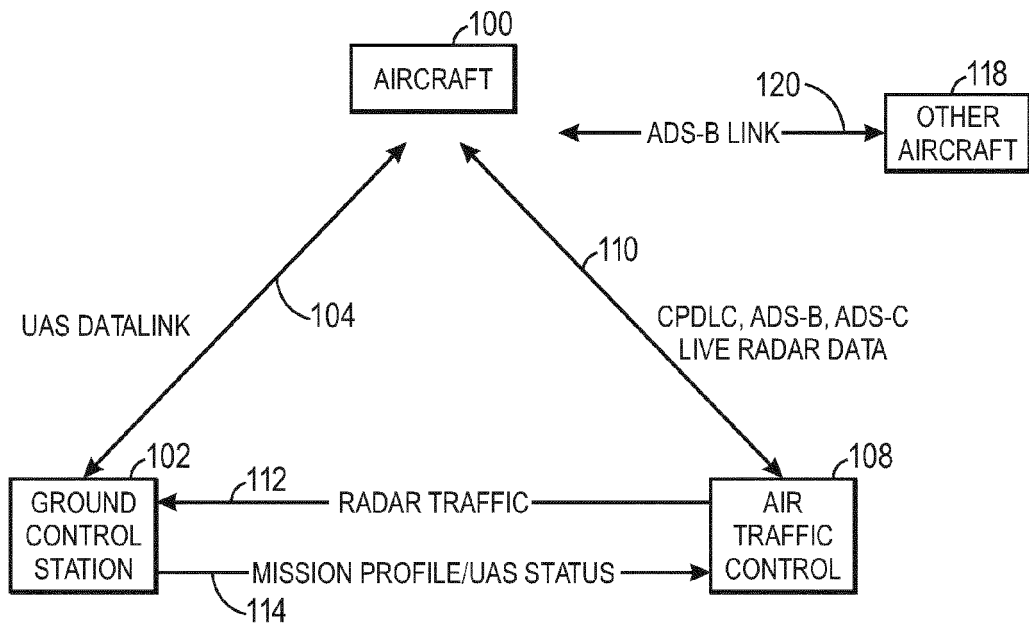 100
AIRCRAFT
118
120
OTHER
AIRCRAFT
ADS-B LINK
110
104
UAS DATALINK
CPDLC, ADS-B, ADS-C
LIVE RADAR DATA
102
108
112
GROUND
CONTROL
STATION
RADAR TRAFFIC
AIR
TRAFFIC
CONTROL
MISSION PROFILE/UAS STATUS
114